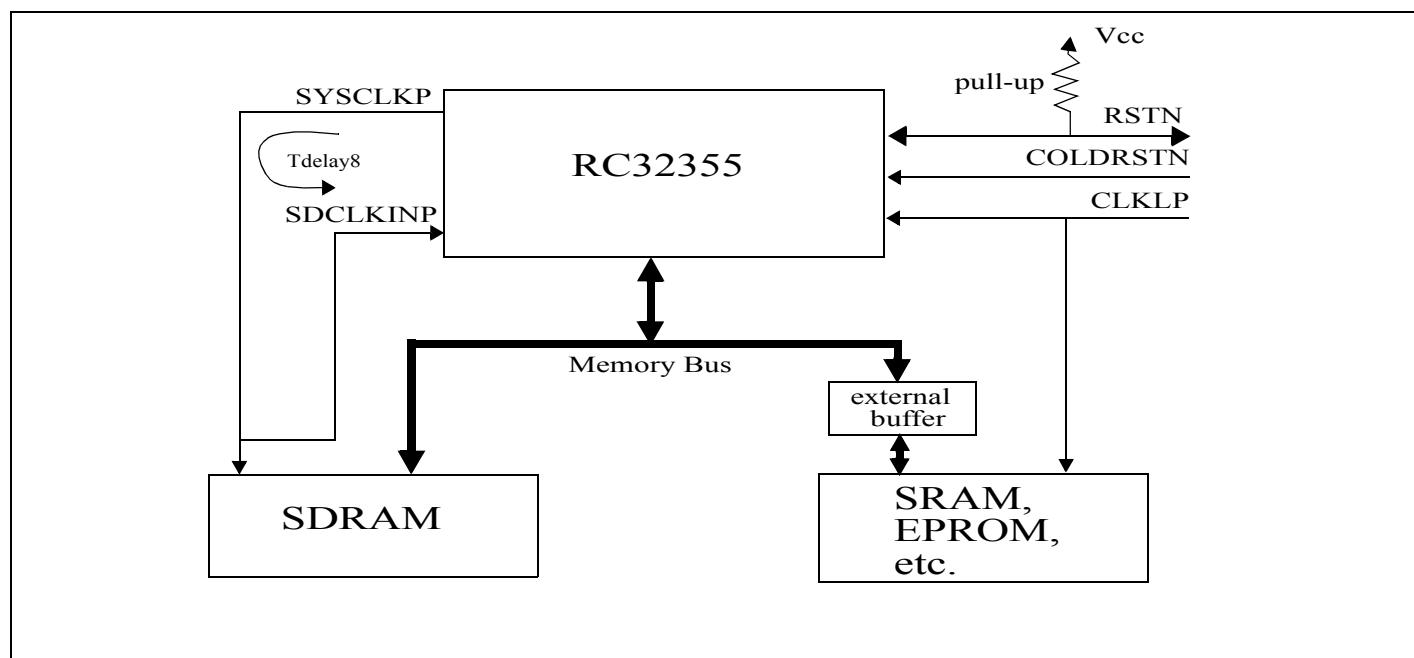 Vcc
pull-up
SYSCLKP
RSTN
Tdelay8
RC32355
COLDRSTN
SDCLKINP
CLKLP
Memory Bus
external
buffer
SDRAM
SRAM,
EPROM,
etc.